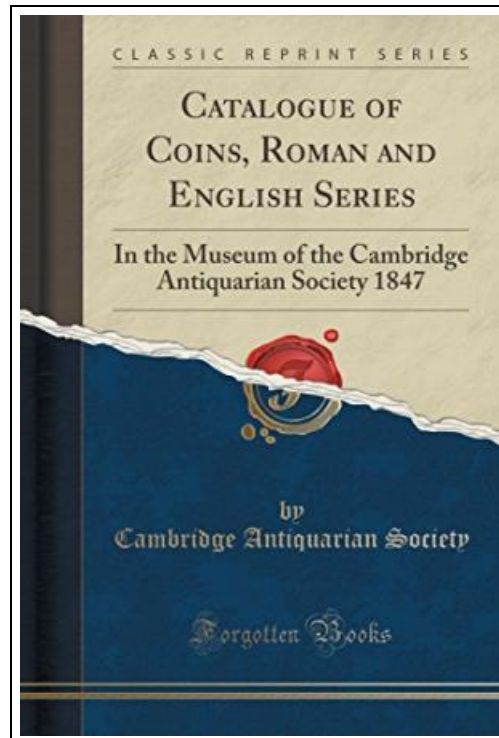 CLASSIC REPRINT SERIES
CATALOGUE OF
COINS, ROMAN AND
ENGLISH SERIES
In the Museum of the Cambridge
Antiquarian Society 1847
by
Cambridge Antiquarian Society
Forgotten Books